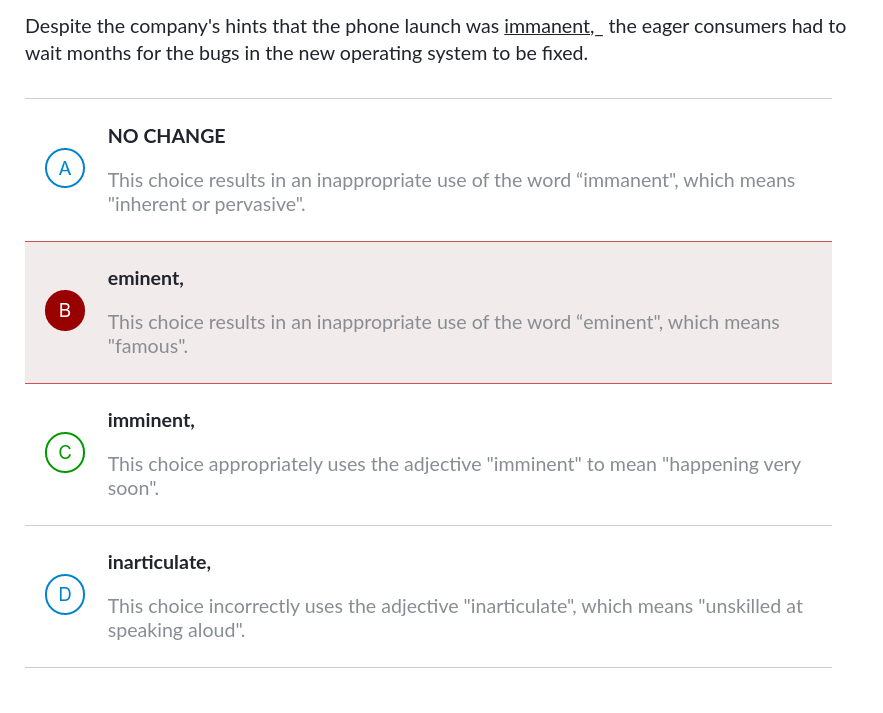 Despite the company's hints that the phone launch was immanent,_ the eager consumers had to
wait months for the bugs in the new operating system to be fixed.
NO CHANGE
A
This choice results in an inappropriate use of the word “immanent", which means
"inherent or pervasive".
eminent,
B
This choice results in an inappropriate use of the word “eminent", which means
"famous".
imminent,
C
This choice appropriately uses the adjective "imminent" to mean "happening very
soon".
inarticulate,
D
This choice incorrectly uses the adjective "inarticulate", which means "unskilled at
speaking aloud".